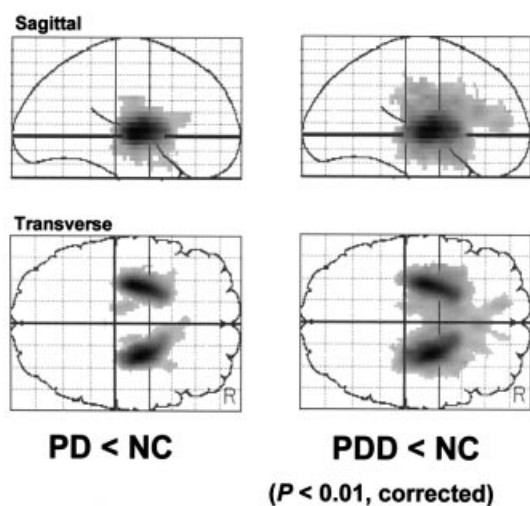 Sagittal
Transverse
R
R
PD < NC
PDD < NC
(P < 0.01, corrected)